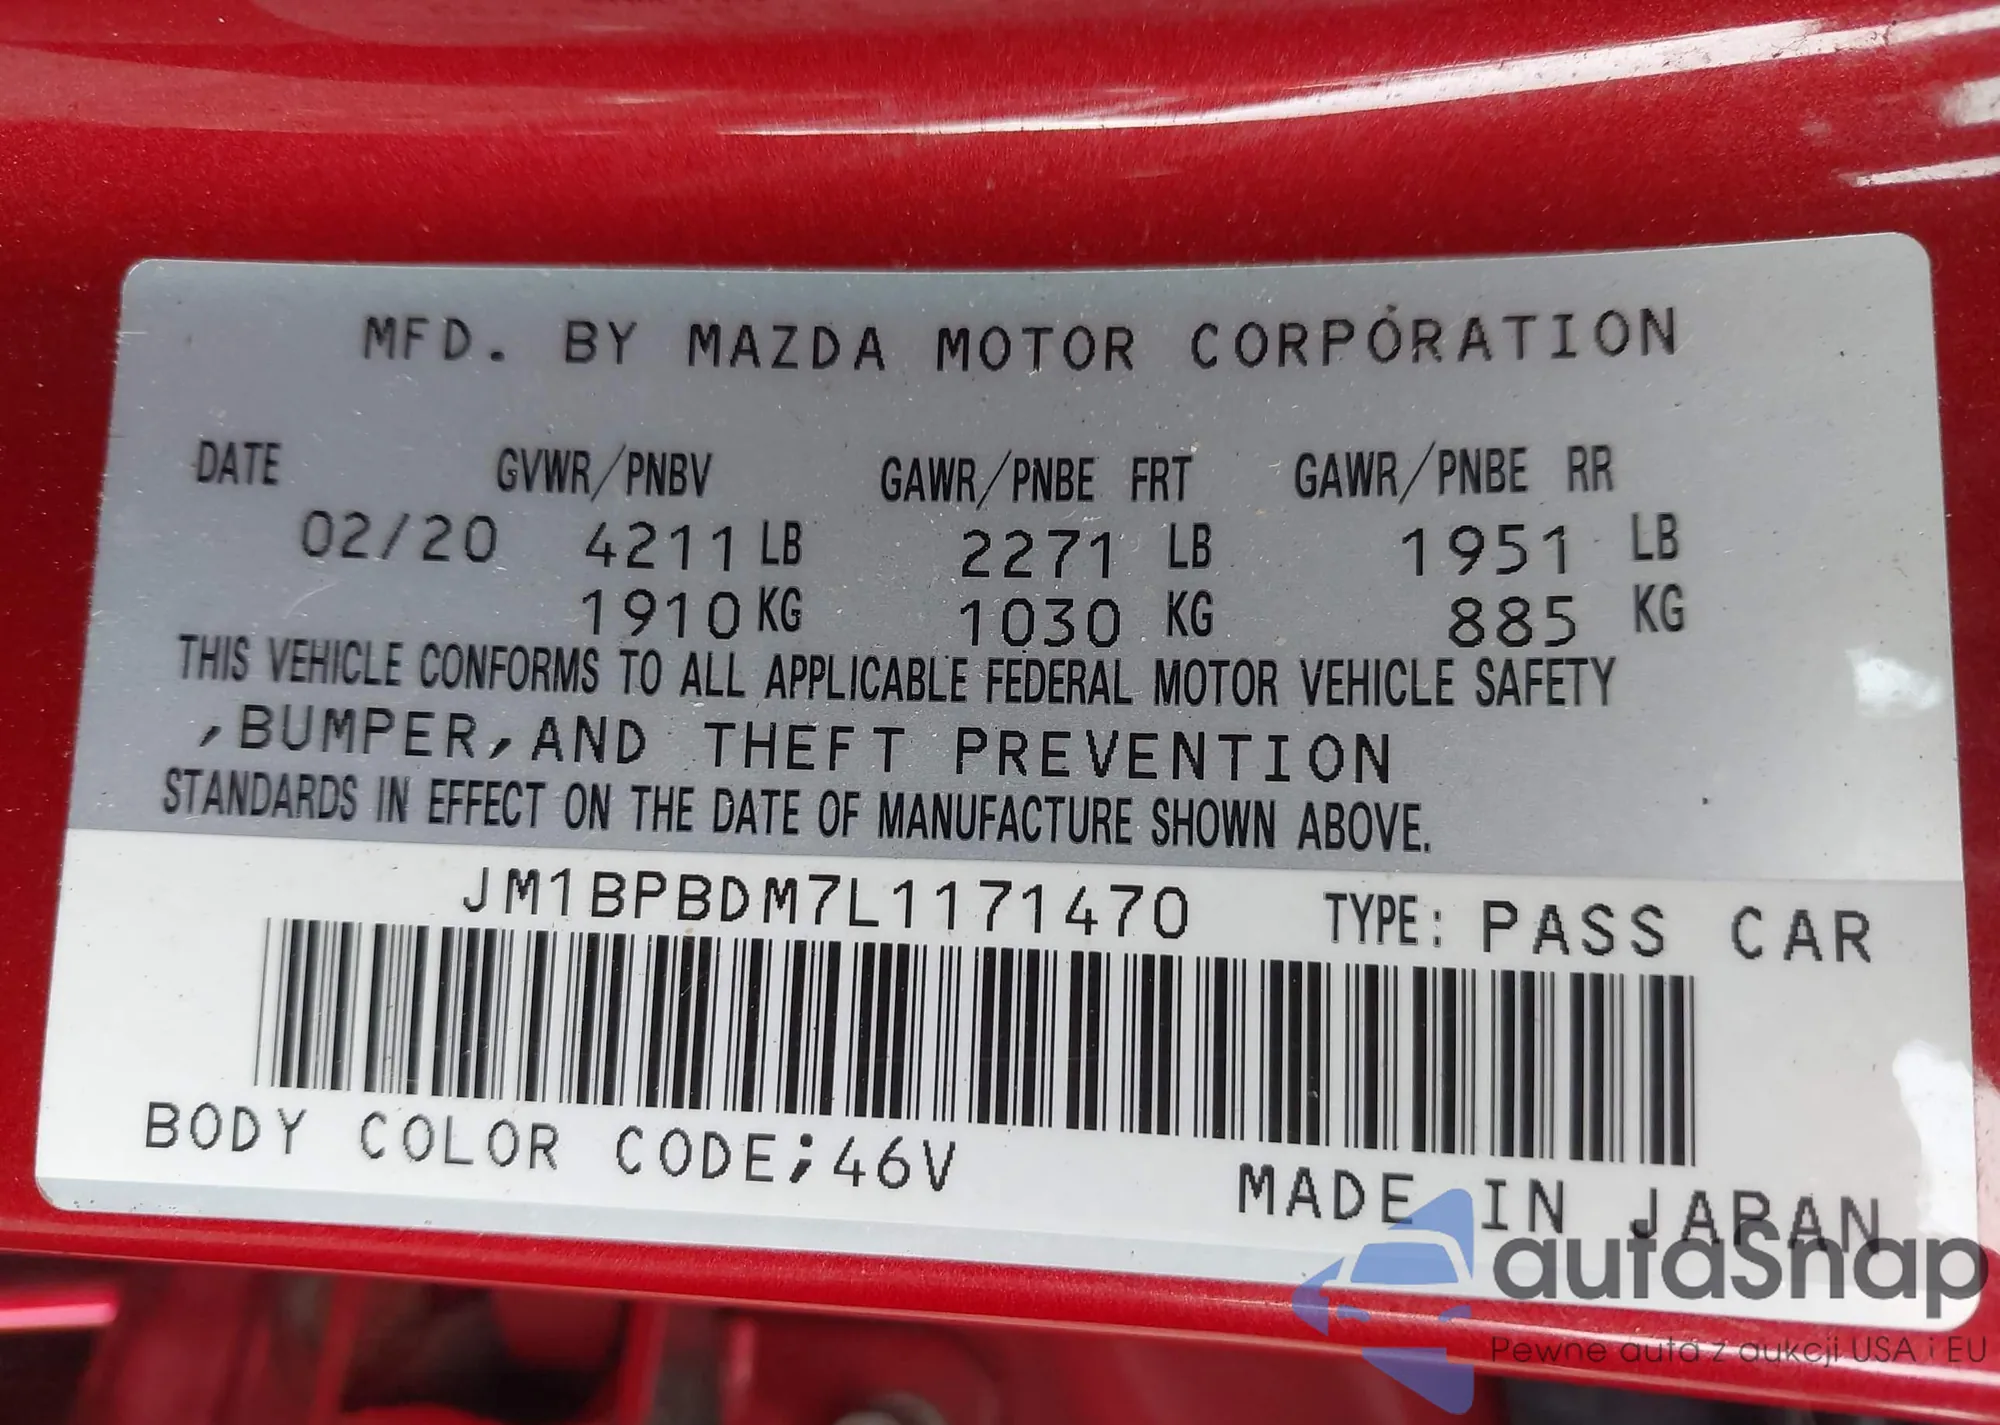 MFD. BY MAZDA MOTOR CORPORATION
DATE GVWR/PNBV GAWR/PNBE FRT GAWR/PNBE RR
02/20 4211 LB 2271 LB 1951 LB
1910 KG 1030 KG 885 KG
THIS VEHICLE CONFORMS TO ALL APPLICABLE FEDERAL MOTOR VEHICLE SAFETY
,BUMPER,AND THEFT PREVENTION
STANDARDS IN EFFECT ON THE DATE OF MANUFACTURE SHOWN ABOVE.
JM1BPBDM7L1171470 TYPE: PASS CAR
BODY COLOR CODE;46V
MADE IN JAPAN
autaSnap
Pewne auta z aukcji USA i EU